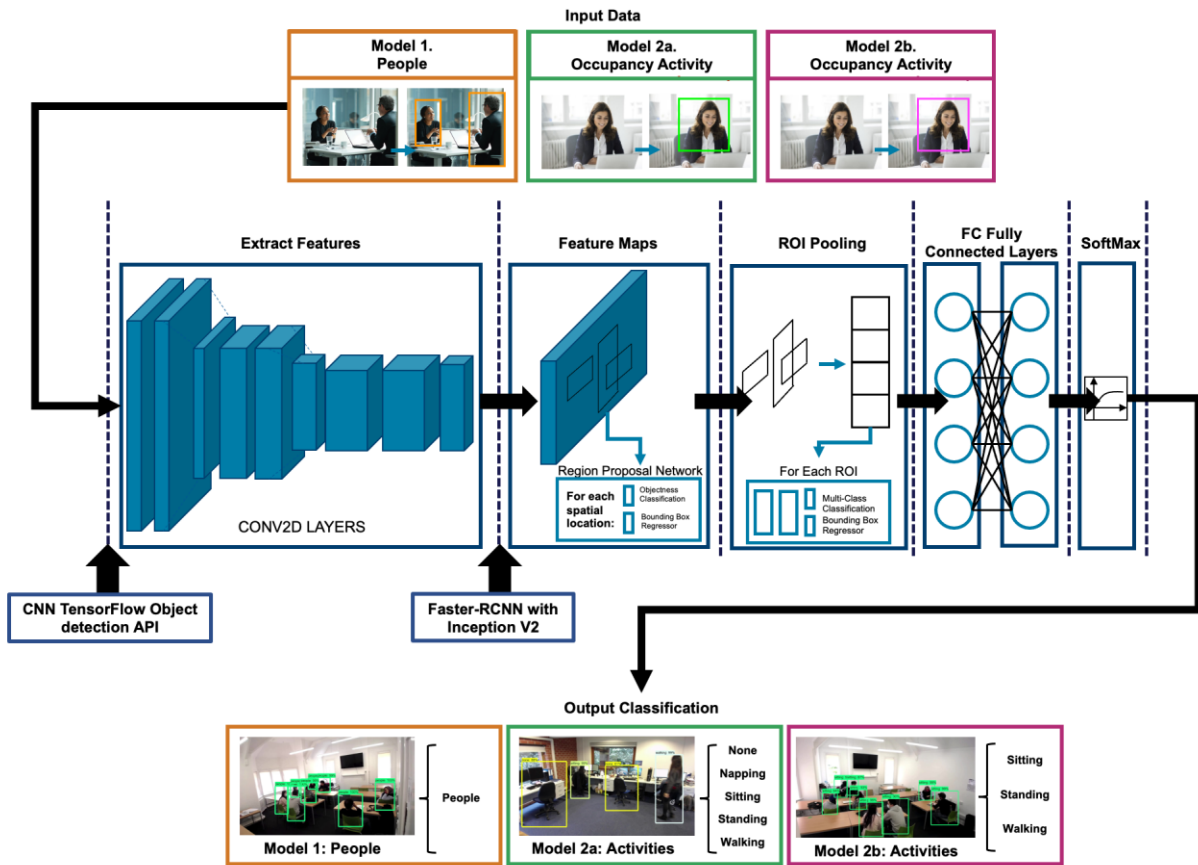 Input Data
Model 1.
People
Model 2a.
Occupancy Activity
Model 2b.
Occupancy Activity
Extract Features
Feature Maps
ROI Pooling
FC Fully
Connected Layers
SoftMax
CONV2D LAYERS
Region Proposal Network
For each
spatial
location:
Objectness
Classification
Bounding Box
Regressor
For Each ROI
Multi-Class
Classification
Bounding Box
Regressor
CNN TensorFlow Object
detection API
Faster-RCNN with
Inception V2
Output Classification
People
Model 1: People
None
Napping
Sitting
Standing
Walking
Model 2a: Activities
Sitting
Standing
Walking
Model 2b: Activities